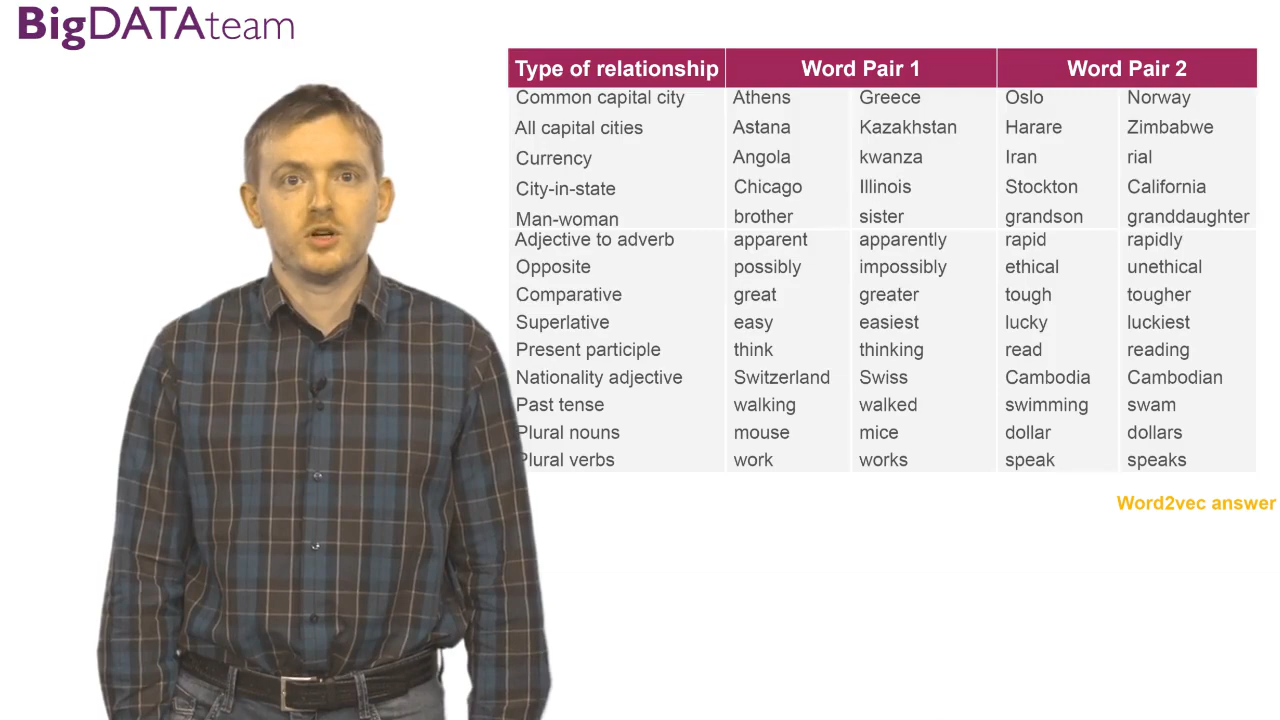 BigDATAteam
Type of relationship Word Pair 1 Word Pair 2
Common capital city Athens Greece Oslo Norway
All capital cities Astana Kazakhstan Harare Zimbabwe
Currency Angola kwanza Iran rial
City-in-state Chicago Illinois Stockton California
Man-woman brother sister grandson granddaughter
Adjective to adverb apparent apparently rapid rapidly
Opposite possibly impossibly ethical unethical
Comparative great greater tough tougher
Superlative easy easiest lucky luckiest
Present participle think thinking read reading
Nationality adjective Switzerland Swiss Cambodia Cambodian
Past tense walking walked swimming swam
Plural nouns mouse mice dollar dollars
Plural verbs work works speak speaks
Word2vec answer